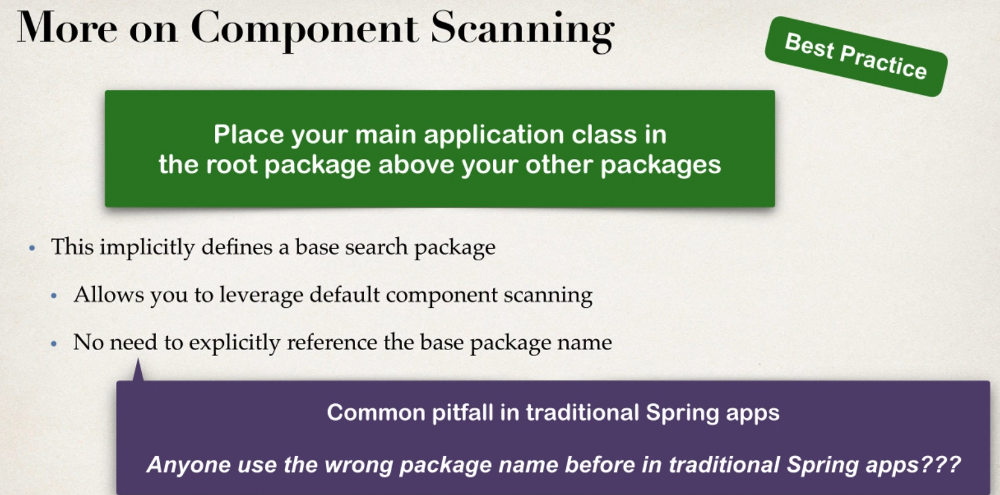 More on Component Scanning
Best Practice
Place your main application class in
the root package above your other packages
• This implicitly defines a base search package
• Allows you to leverage default component scanning
• No need to explicitly reference the base package name
Common pitfall in traditional Spring apps
Anyone use the wrong package name before in traditional Spring apps???